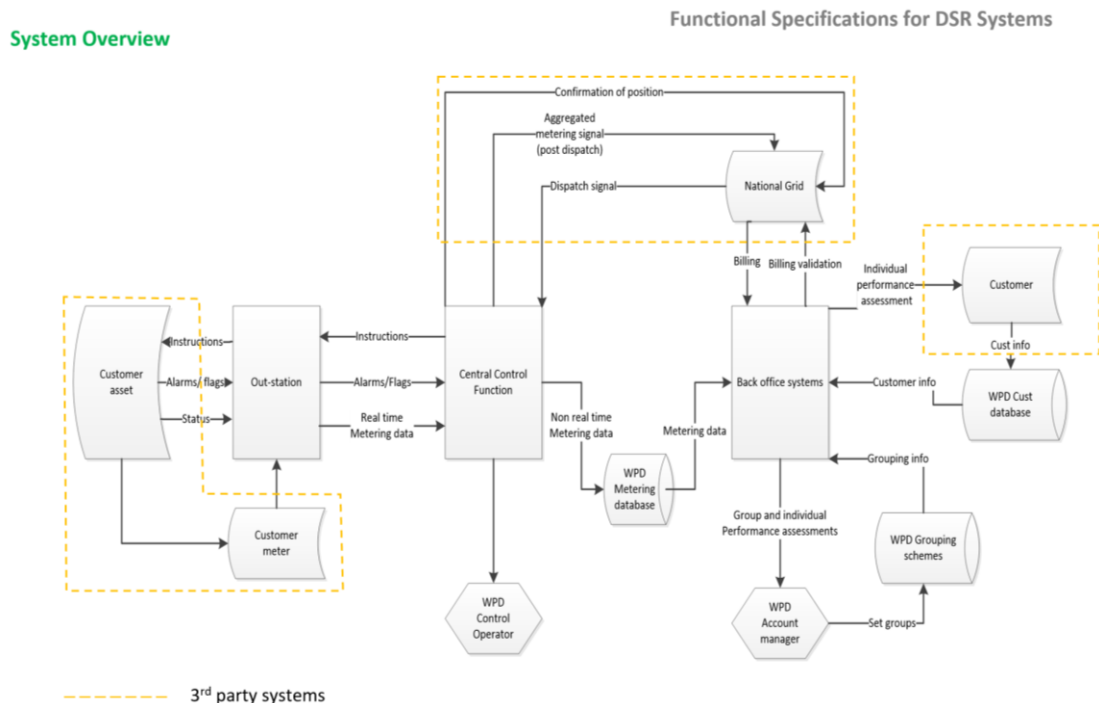 Functional Specifications for DSR Systems
System Overview
Confirmation of position
Aggregated
metering signal
(post dispatch)
Dispatch signal
National Grid
Billing
Billing validation
Individual
performance
assessment
Customer
Cust info
Instructions
Customer
asset
Alarms/ flags
Status
Out-station
Instructions
Alarms/Flags
Real time
Metering data
Central Control
Function
Non real time
Metering data
Metering data
Back office systems
Customer info
WPD Cust
database
Grouping info
WPD
Metering
database
Group and individual
Performance assessments
WPD Grouping
schemes
Customer
meter
WPD
Control
Operator
WPD
Account
manager
Set groups
3rd party systems